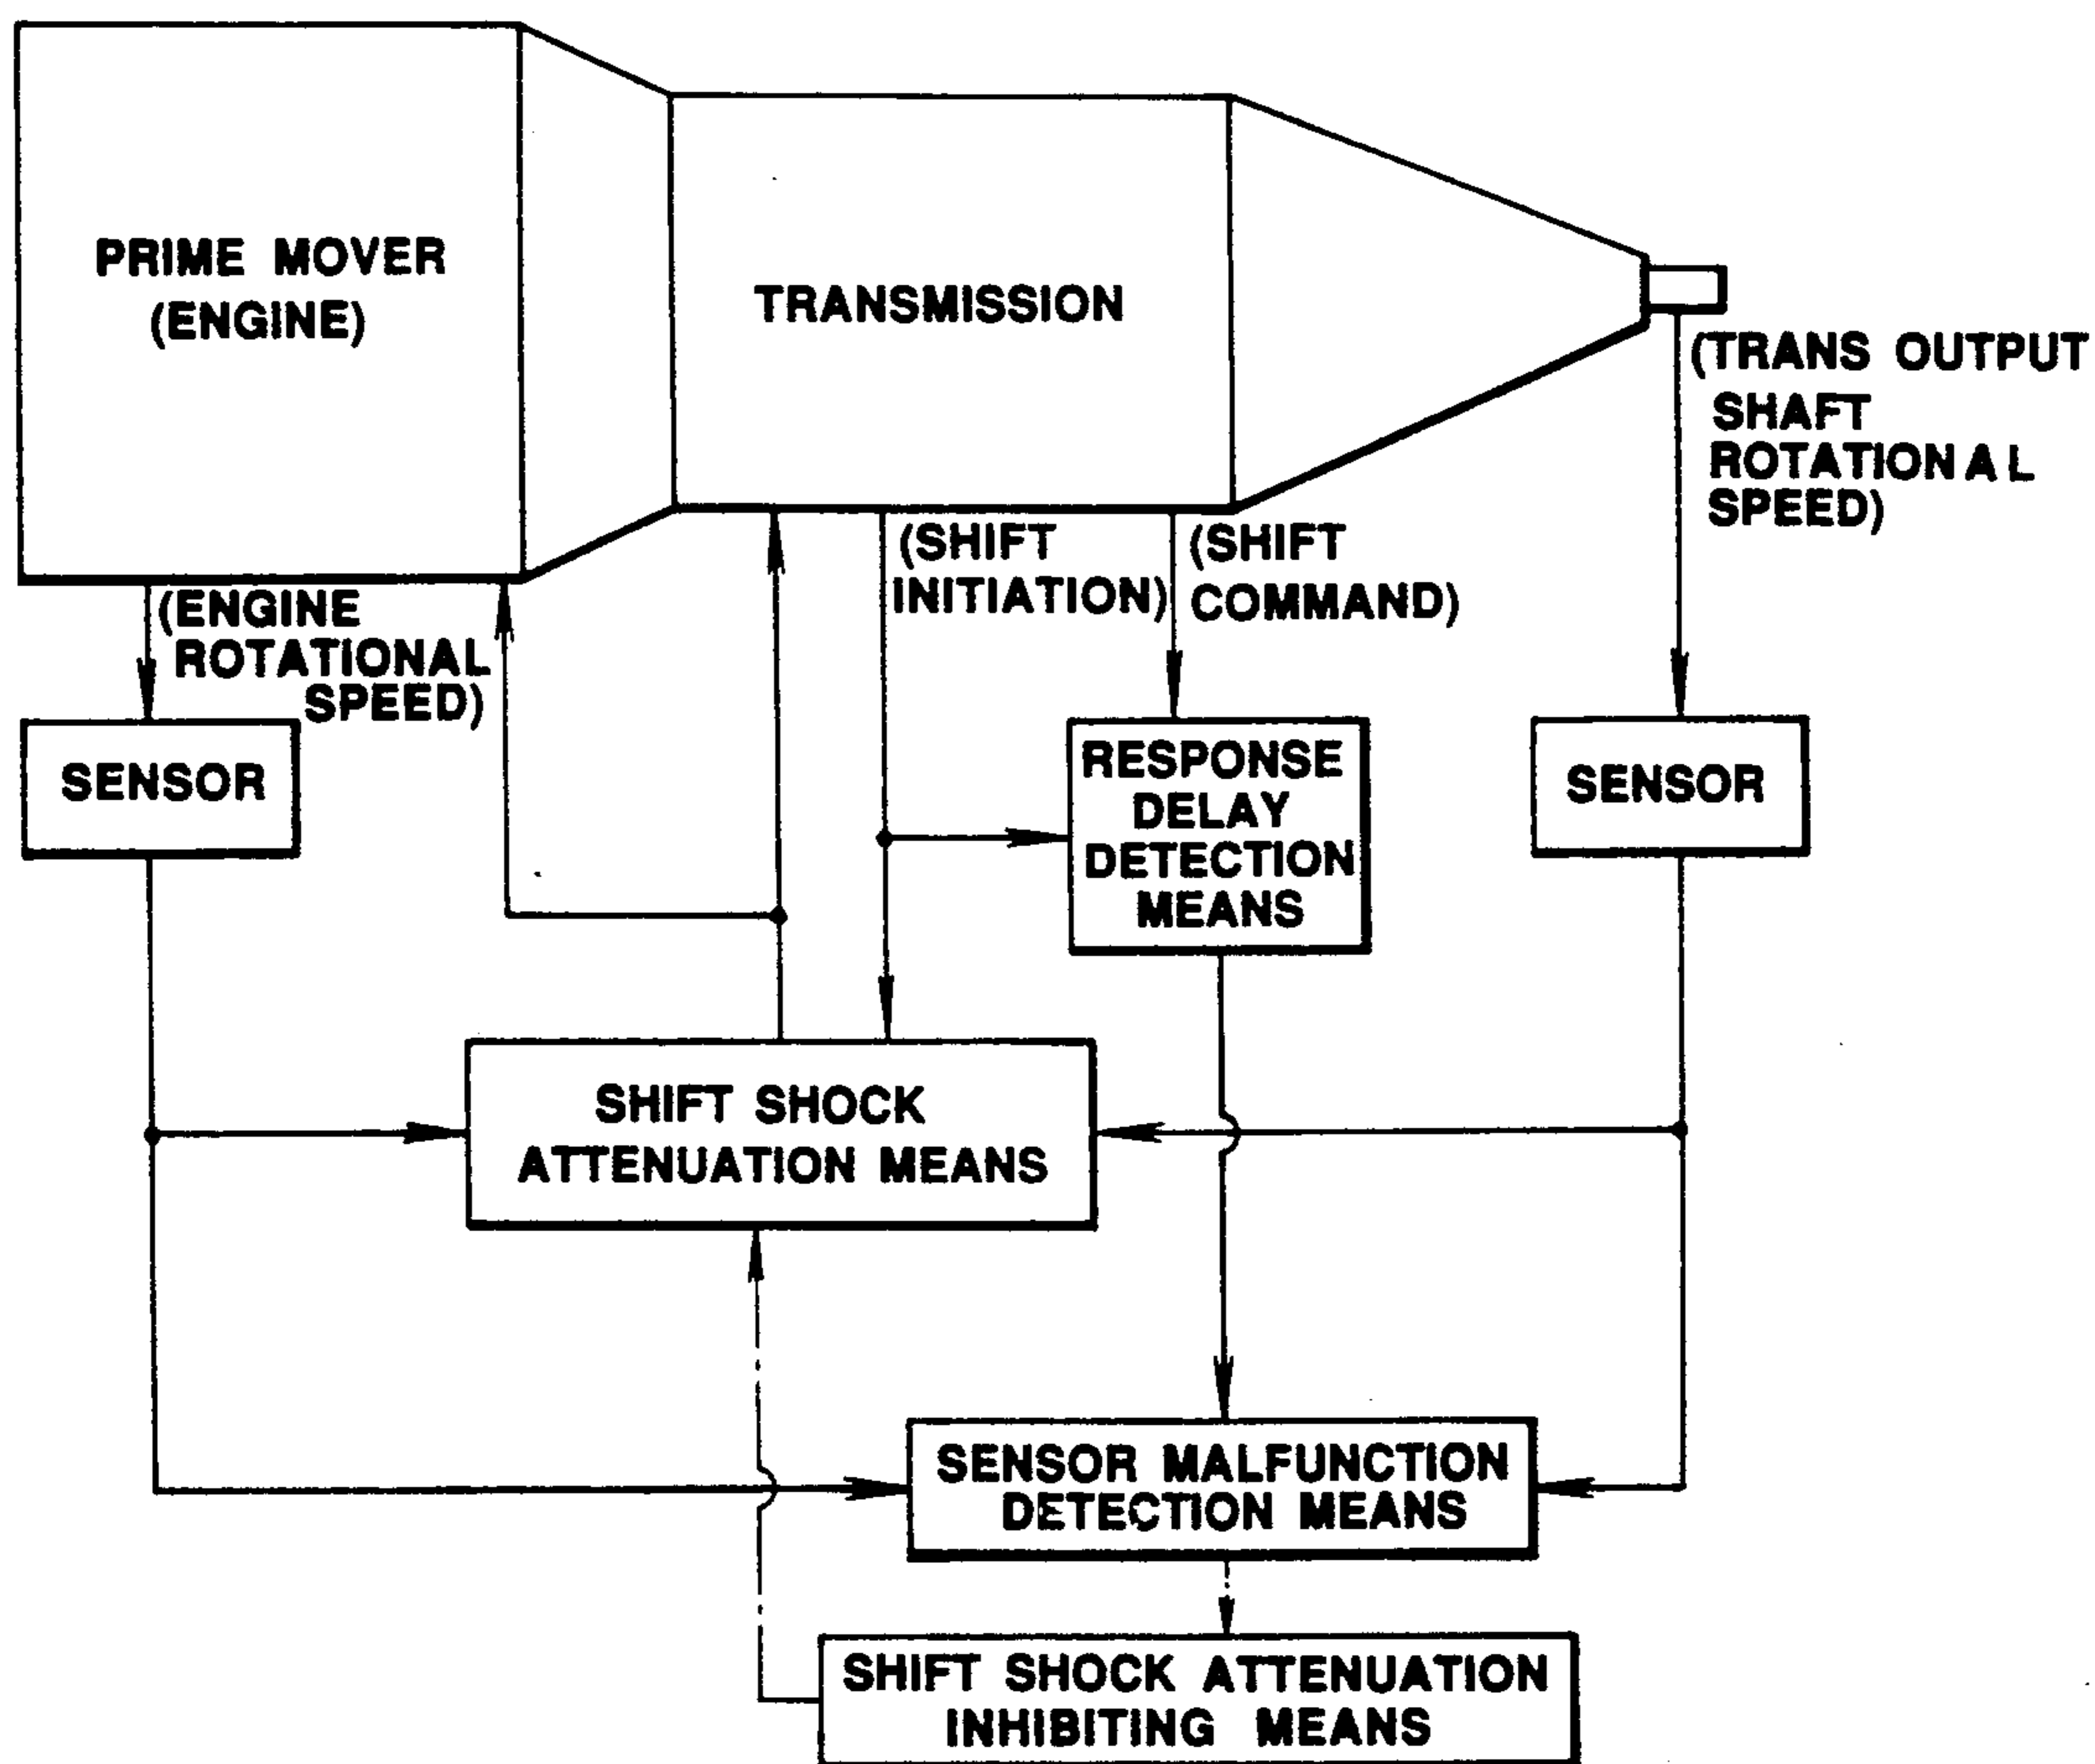 PRIME MOVER
(ENGINE)
TRANSMISSION
(TRANS OUTPUT
SHAFT
ROTATIONAL
SPEED)
(SHIFT
INITIATION)
(SHIFT
COMMAND)
(ENGINE
ROTATIONAL
SPEED)
SENSOR
RESPONSE
DELAY
DETECTION
MEANS
SENSOR
SHIFT SHOCK
ATTENUATION MEANS
SENSOR MALFUNCTION
DETECTION MEANS
SHIFT SHOCK ATTENUATION
INHIBITING MEANS